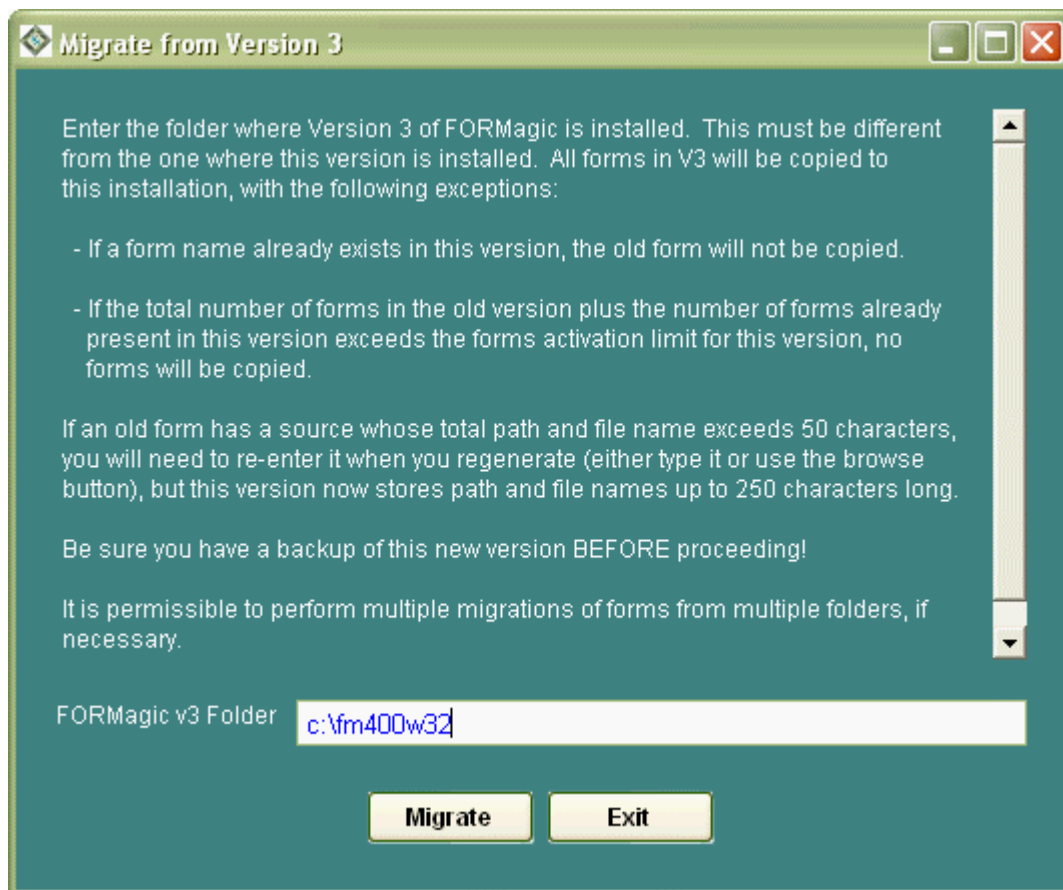 Migrate from Version 3
Enter the folder where Version 3 of FORMagic is installed.  This must be different
from the one where this version is installed.  All forms in V3 will be copied to
this installation, with the following exceptions:
- If a form name already exists in this version, the old form will not be copied.
- If the total number of forms in the old version plus the number of forms already
present in this version exceeds the forms activation limit for this version, no
forms will be copied.
If an old form has a source whose total path and file name exceeds 50 characters,
you will need to re-enter it when you regenerate (either type it or use the browse
button), but this version now stores path and file names up to 250 characters long.
Be sure you have a backup of this new version BEFORE proceeding!
It is permissible to perform multiple migrations of forms from multiple folders, if
necessary.
FORMagic v3 Folder c:\fm400w32
Migrate Exit